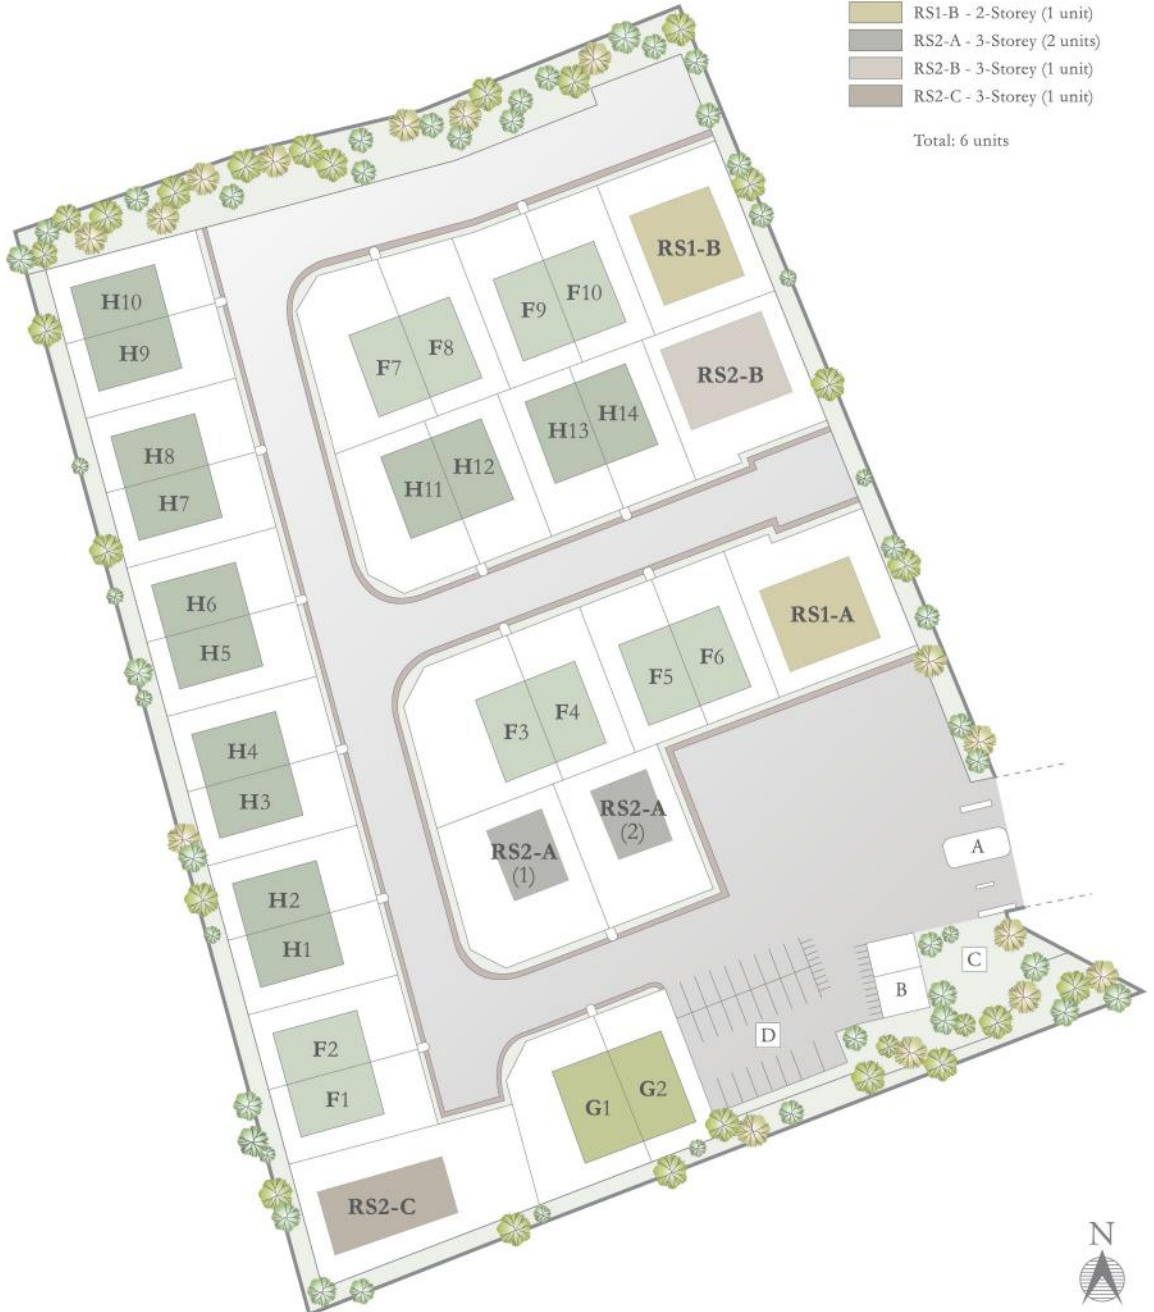 RS1-B - 2-Storey (1 unit)
RS2-A - 3-Storey (2 units)
RS2-B - 3-Storey (1 unit)
RS2-C - 3-Storey (1 unit)
Total: 6 units
RS1-B
F10
F9
F8
F7
RS2-B
H14
H13
H12
H11
H10
H9
H8
H7
H6
H5
H4
H3
H2
H1
F2
F1
RS1-A
F6
F5
F4
F3
RS2-A
(2)
RS2-A
(1)
A
C
B
D
G2
G1
RS2-C
N